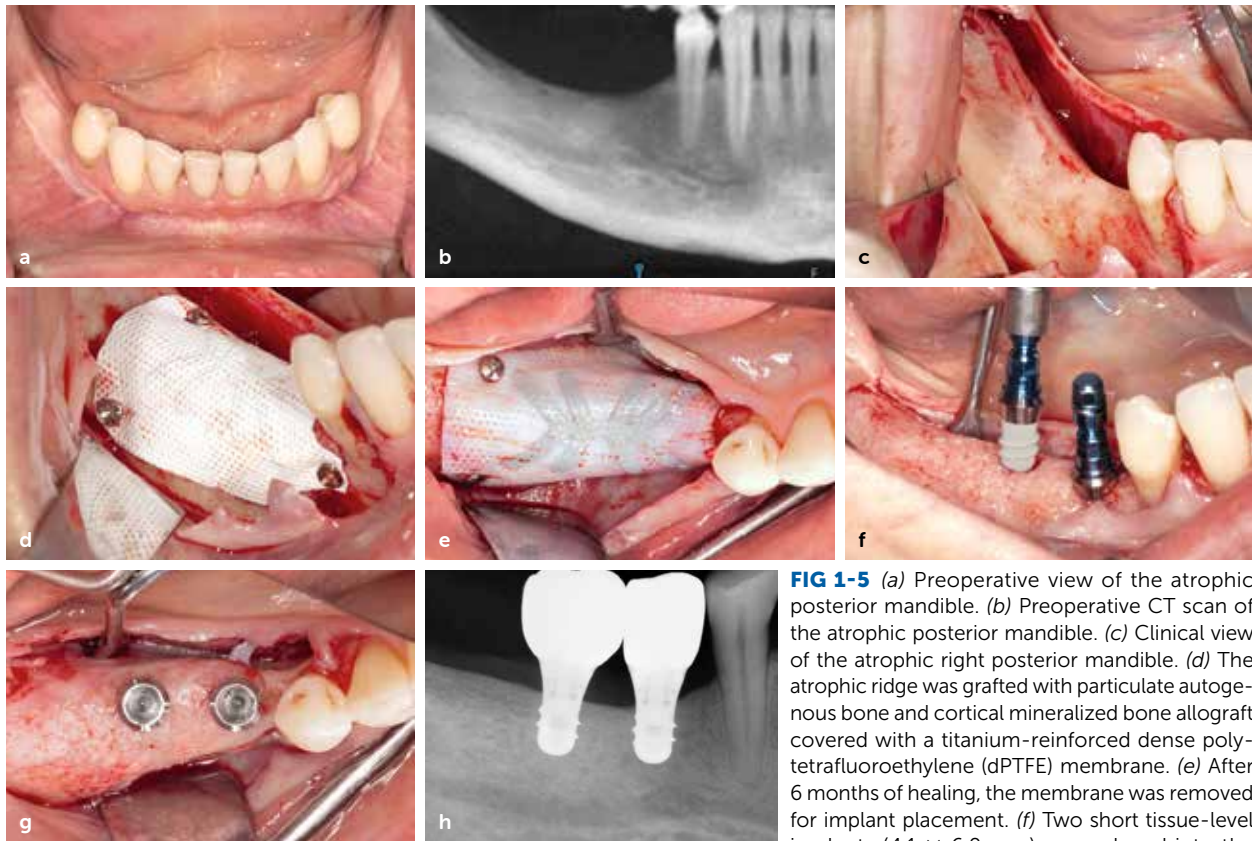 a
b
F
c
d
e
f
g
h
FIG 1-5 (a) Preoperative view of the atrophic
posterior mandible. (b) Preoperative CT scan of
the atrophic posterior mandible. (c) Clinical view
of the atrophic right posterior mandible. (d) The
atrophic ridge was grafted with particulate autoge-
nous bone and cortical mineralized bone allograft
covered with a titanium-reinforced dense poly-
tetrafluoroethylene (dPTFE) membrane. (e) After
6 months of healing, the membrane was removed
for implant placement. (f) Two short tissue-level